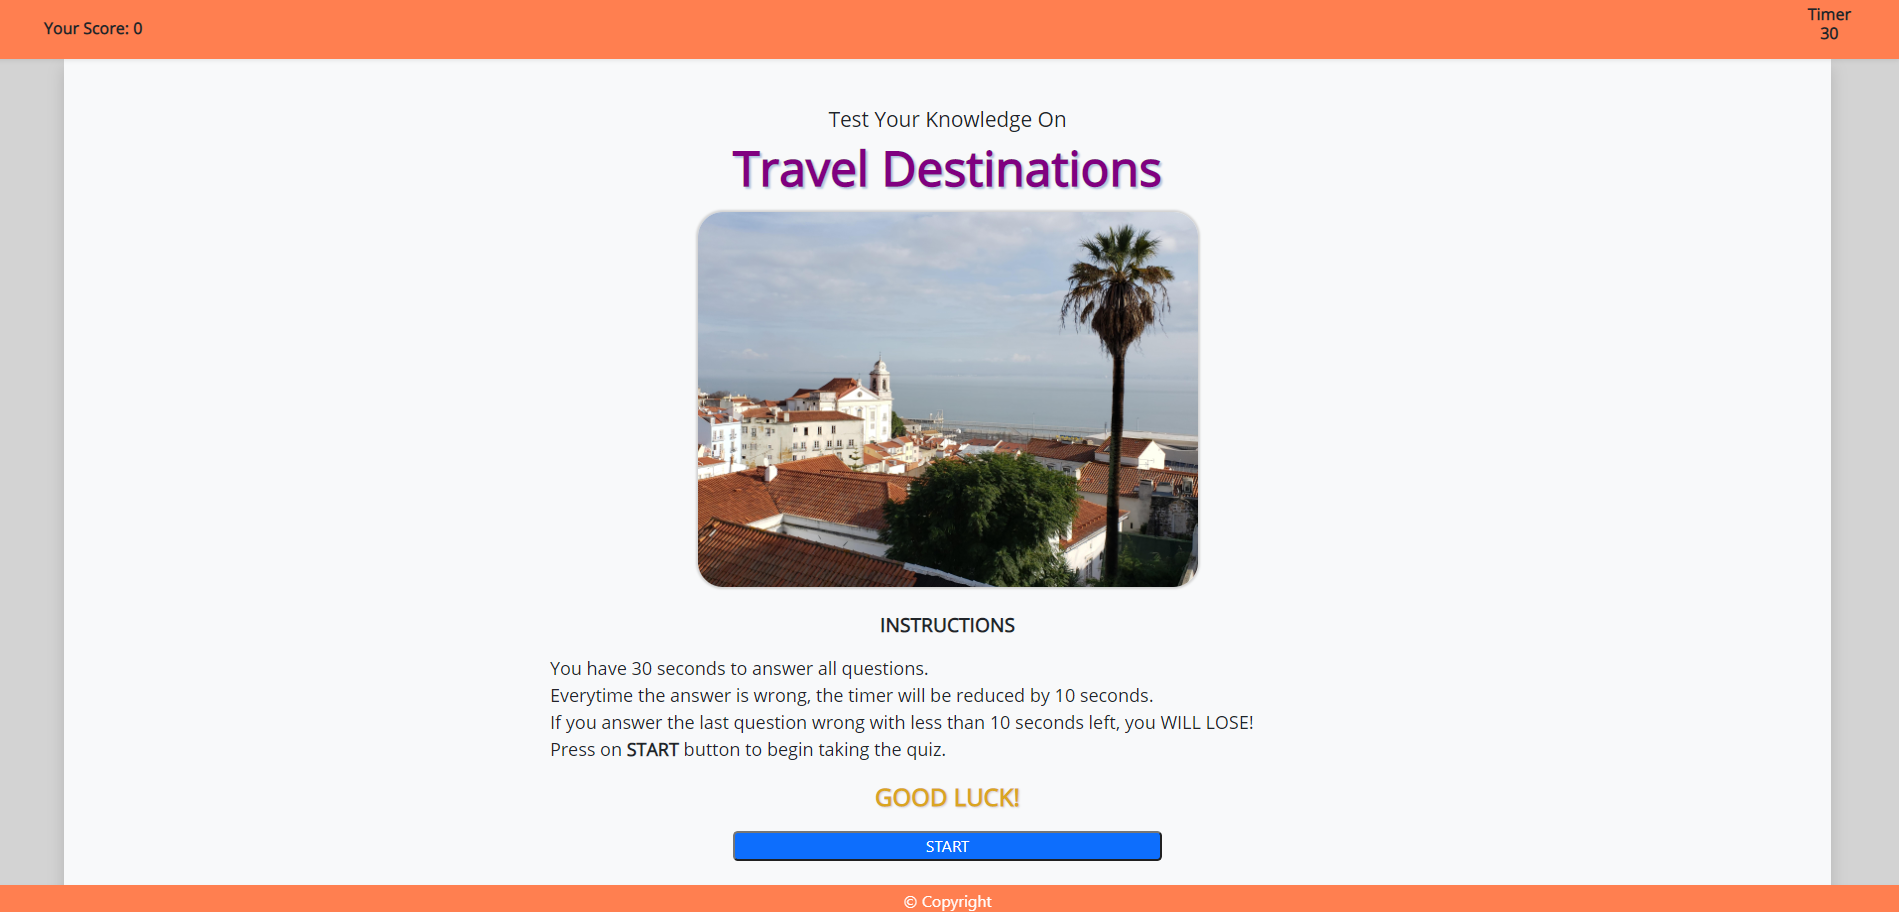 Your Score: 0
Timer
30
Test Your Knowledge On
Travel Destinations
INSTRUCTIONS
You have 30 seconds to answer all questions.
Everytime the answer is wrong, the timer will be reduced by 10 seconds.
If you answer the last question wrong with less than 10 seconds left, you WILL LOSE!
Press on START button to begin taking the quiz.
GOOD LUCK!
START
© Copyright